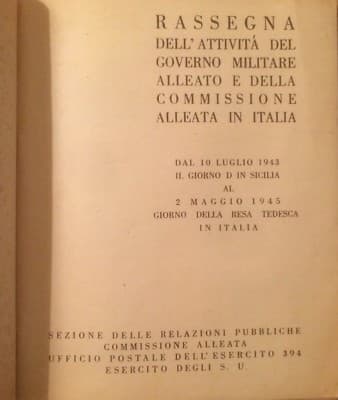 RASSEGNA
DELL'ATTIVITÁ DEL
GOVERNO MILITARE
ALLEATO E DELLA
COMMISSIONE
ALLEATA IN ITALIA
DAL 10 LUGLIO 1943
IL GIORNO D IN SICILIA
AL
2 MAGGIO 1945
GIORNO DELLA RESA TEDESCA
IN ITALIA
SEZIONE DELLE RELAZIONI PUBBLICHE
COMMISSIONE ALLEATA
UFFICIO POSTALE DELL'ESERCITO 394
ESERCITO DEGLI S. U.